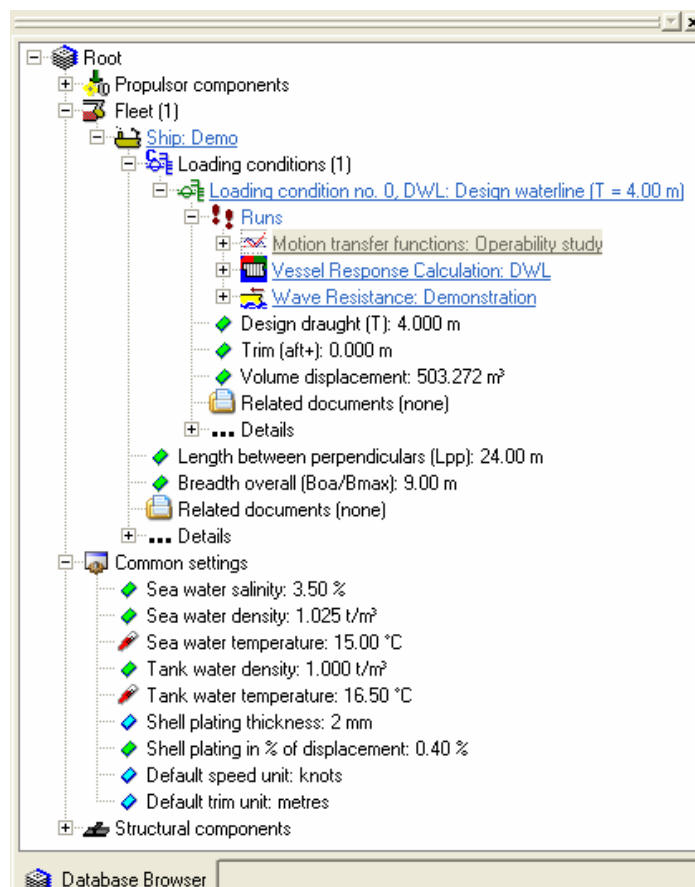 Root
Propulsor components
Fleet (1)
Ship: Demo
Loading conditions (1)
Loading condition no. 0, DWL: Design waterline (T = 4.00 m)
Runs
Motion transfer functions: Operability study
Vessel Response Calculation: DWL
Wave Resistance: Demonstration
Design draught (T): 4.000 m
Trim (aft+): 0.000 m
Volume displacement: 503.272 m³
Related documents (none)
... Details
Length between perpendiculars (Lpp): 24.00 m
Breadth overall (Boa/Bmax): 9.00 m
Related documents (none)
... Details
Common settings
Sea water salinity: 3.50 %
Sea water density: 1.025 t/m³
Sea water temperature: 15.00 °C
Tank water density: 1.000 t/m³
Tank water temperature: 16.50 °C
Shell plating thickness: 2 mm
Shell plating in % of displacement: 0.40 %
Default speed unit: knots
Default trim unit: metres
Structural components
Database Browser